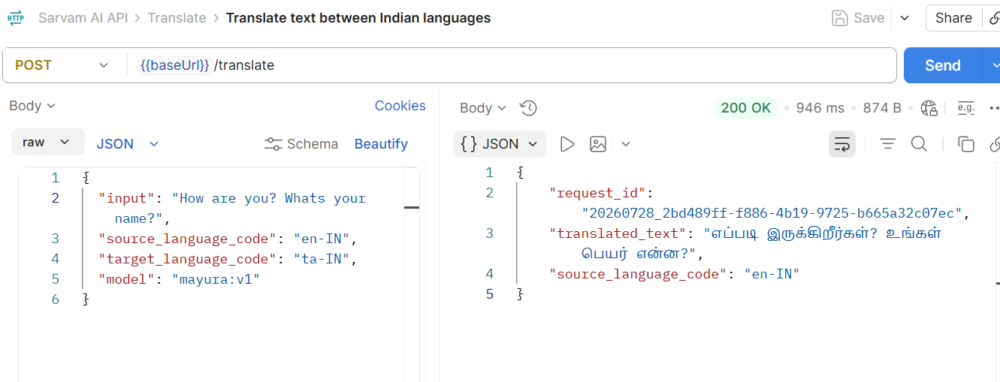 HTTP Sarvam AI API > Translate > Translate text between Indian languages Save Share
POST {{baseUrl}} /translate Send
Body Cookies
raw JSON Schema Beautify
1 {
2 "input": "How are you? Whats your
name?",
3 "source_language_code": "en-IN",
4 "target_language_code": "ta-IN",
5 "model": "mayura:v1"
6 }
Body 200 OK • 946 ms • 874 B • e.g.
{} JSON
1 {
2 "request_id":
"20260728_2bd489ff-f886-4b19-9725-b665a32c07ec",
3 "translated_text": "எப்படி இருக்கிறீர்கள்? உங்கள்
பெயர் என்ன?",
4 "source_language_code": "en-IN"
5 }